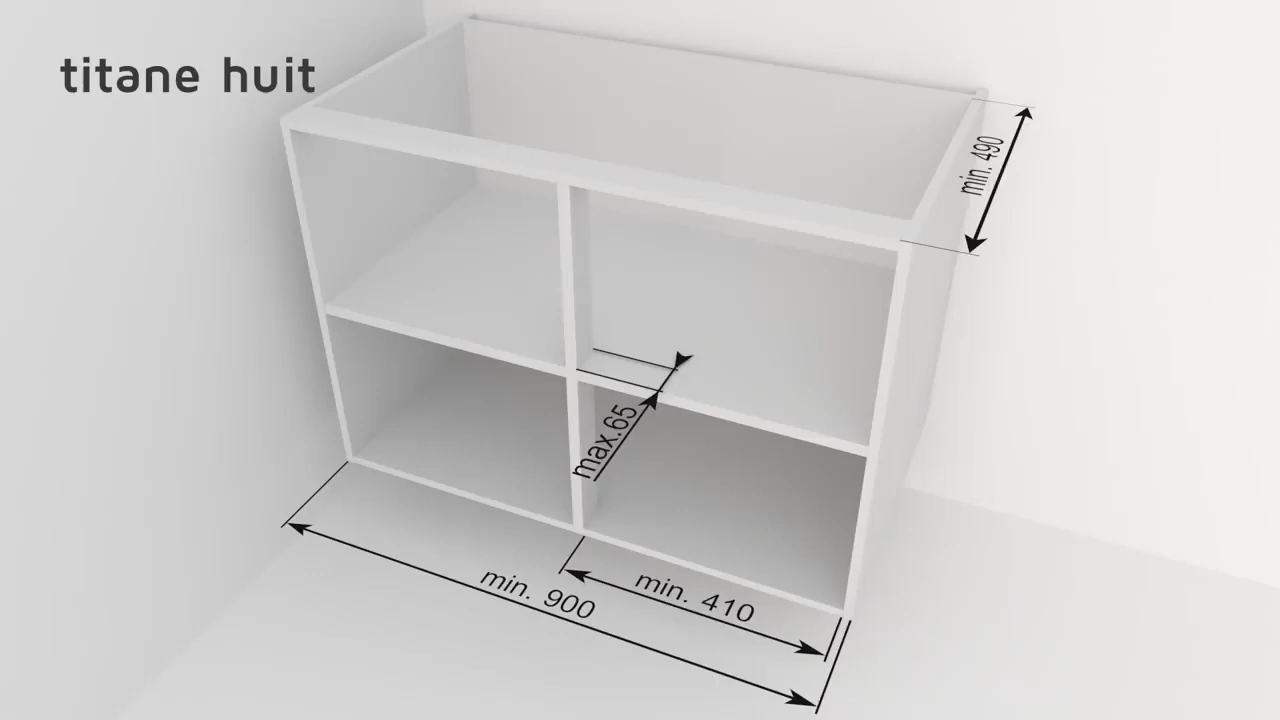 titane huit
min. 490
max.65
min. 410
min. 900